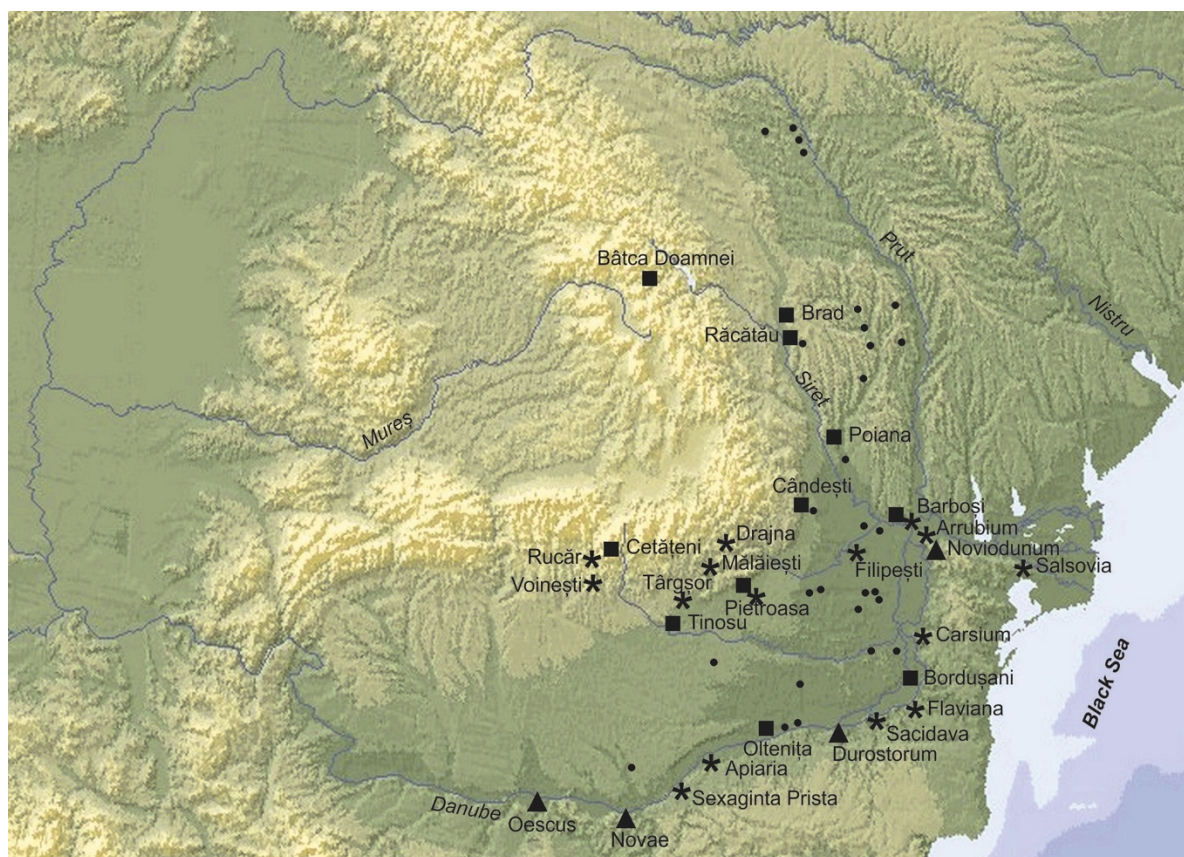 Prut
Bâtca Doamnei
Nistru
Brad
Răcătău
Siret
Mureș
Poiana
Cândești
Barboși
Arrubium
Drajna
Cetățeni
Noviodunum
Rucăr
Mălăiești
Filipești
Salsovia
Voinești
Târgșor
Pietroasa
Tinosu
Carsium
Black Sea
Bordușani
Flaviana
Sacidava
Oltenița
Durostorum
Apiaria
Sexaginta Prista
Danube
Oescus
Novae